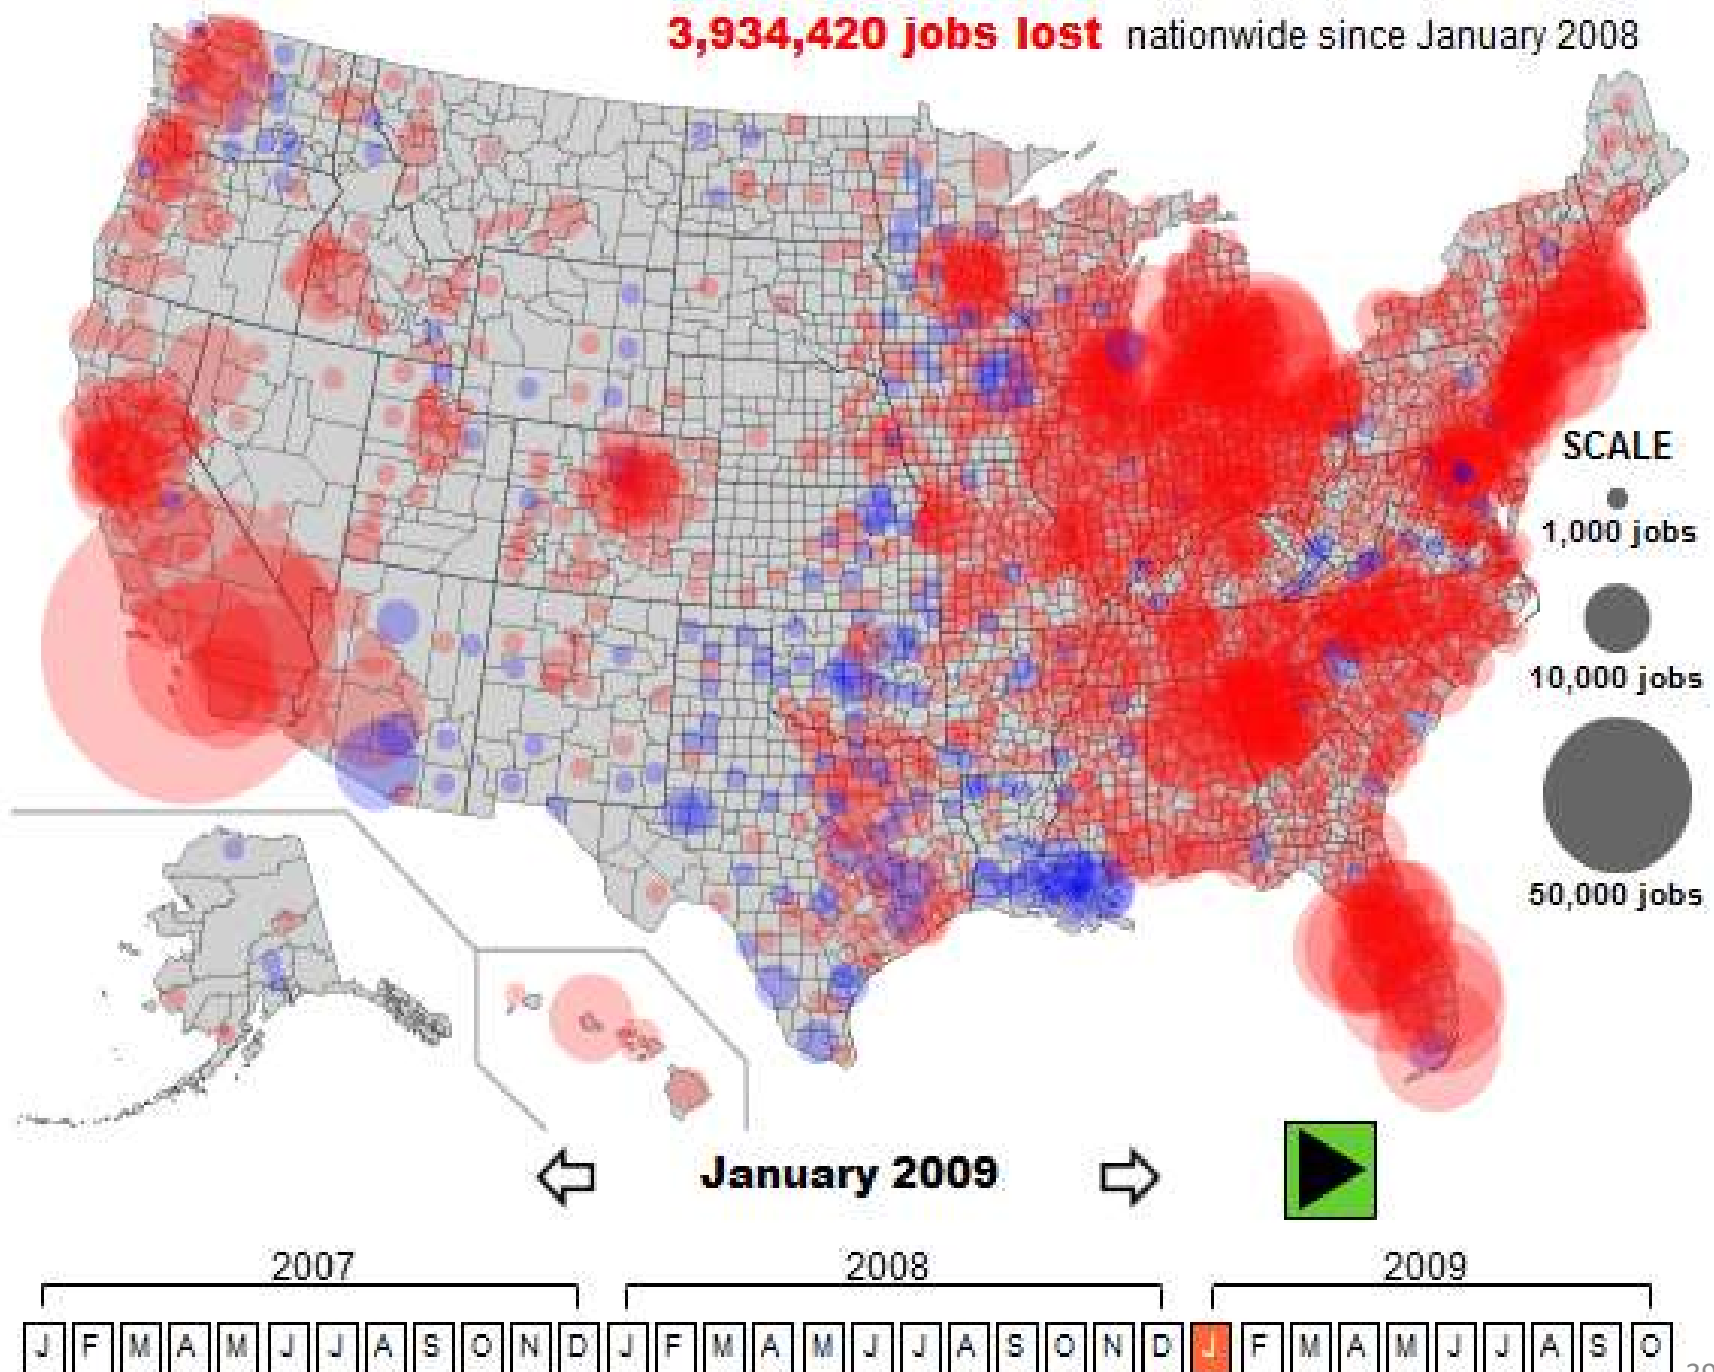 3,934,420 jobs lost nationwide since January 2008
SCALE
1,000 jobs
10,000 jobs
50,000 jobs
January 2009
2007 2008 2009
J F M A M J J A S O N D J F M A M J J A S O N D J F M A M J J A S O